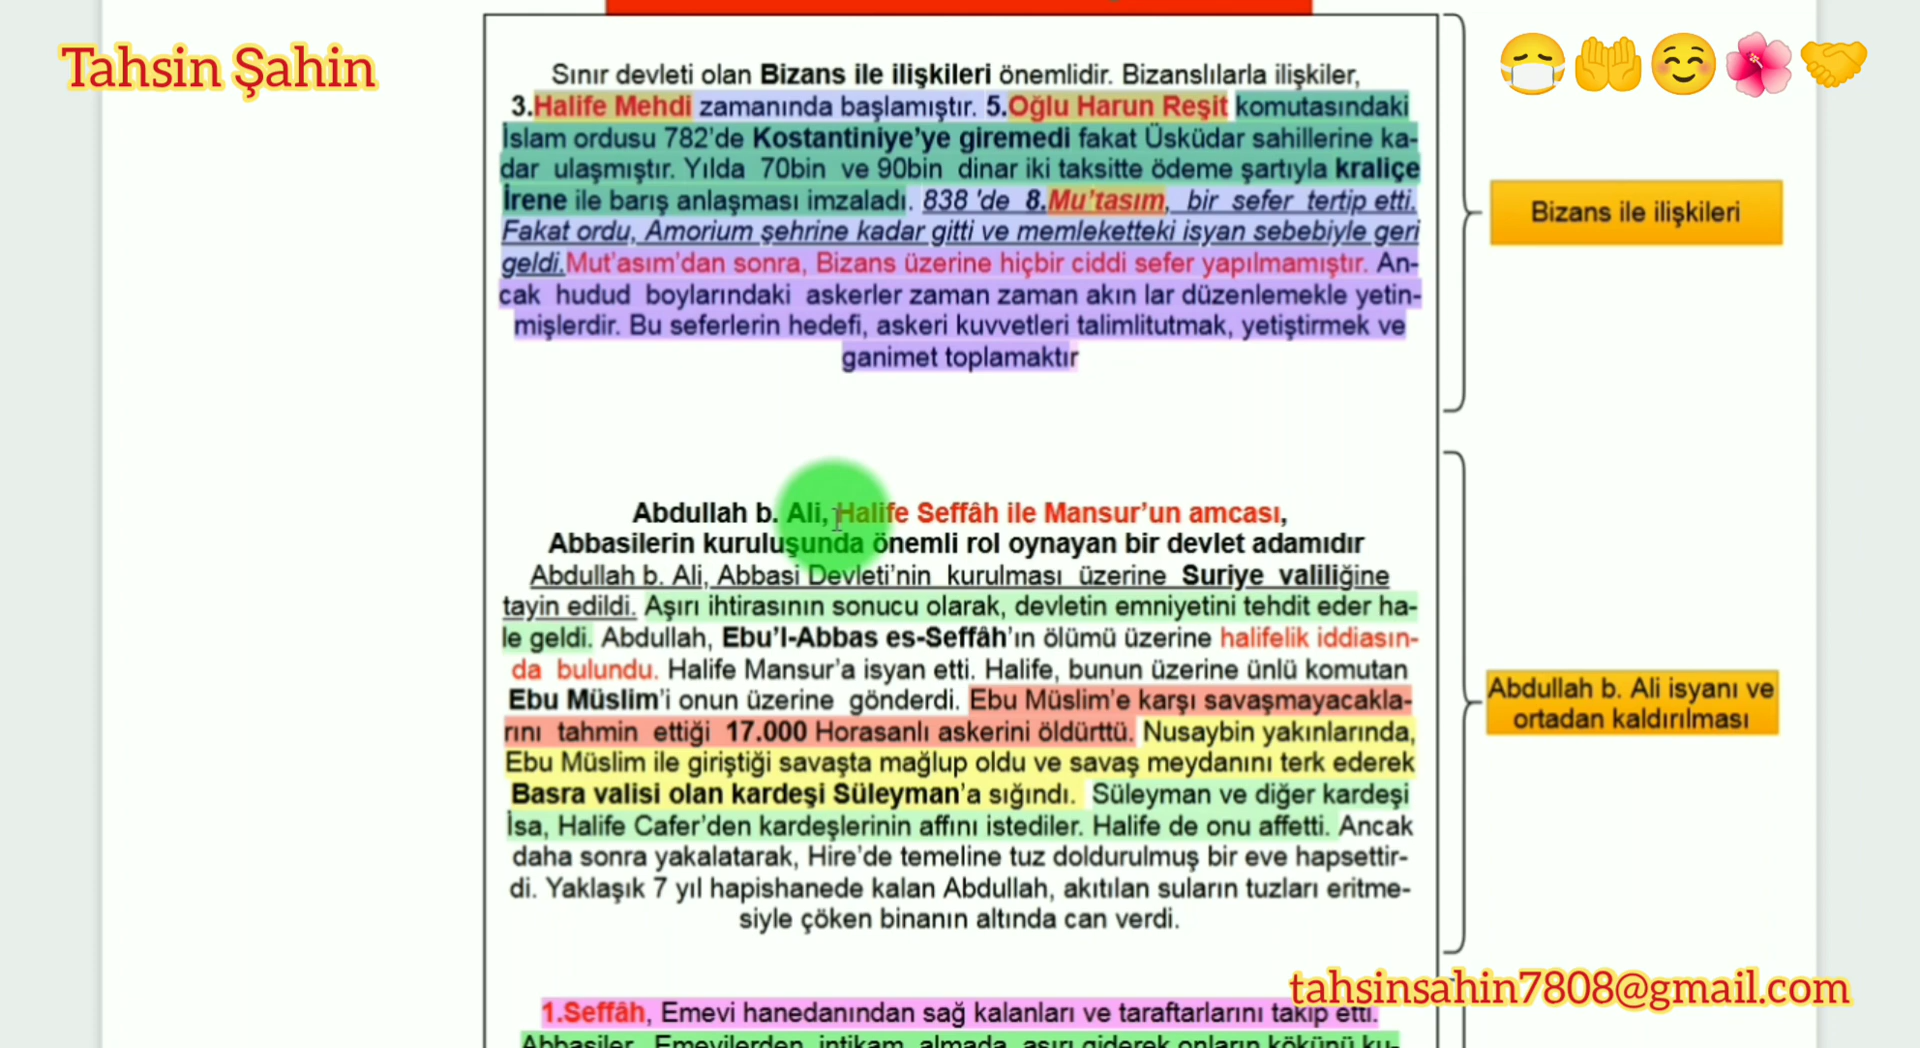 Tahsin Şahin
Sınır devleti olan Bizans ile ilişkileri önemlidir. Bizanslılarla ilişkiler,
3.Halife Mehdi zamanında başlamıştır. 5.Oğlu Harun Reşit komutasındaki
İslam ordusu 782'de Kostantiniye'ye giremedi fakat Üsküdar sahillerine ka-
dar ulaşmıştır. Yılda 70bin ve 90bin dinar iki taksitte ödeme şartıyla kraliçe
İrene ile barış anlaşması imzaladı. 838 'de 8.Mu'tasım, bir sefer tertip etti.
Fakat ordu, Amorium şehrine kadar gitti ve memleketteki isyan sebebiyle geri
geldi.Mut'asım'dan sonra, Bizans üzerine hiçbir ciddi sefer yapılmamıştır. An-
cak hudud boylarındaki askerler zaman zaman akın lar düzenlemekle yetin-
mişlerdir. Bu seferlerin hedefi, askeri kuvvetleri talimlitutmak, yetiştirmek ve
ganimet toplamaktır
Bizans ile ilişkileri
Abdullah b. Ali, Halife Seffâh ile Mansur'un amcası,
Abbasilerin kuruluşunda önemli rol oynayan bir devlet adamıdır
Abdullah b. Ali, Abbasi Devleti'nin kurulması üzerine Suriye valiliğine
tayin edildi. Aşırı ihtirasının sonucu olarak, devletin emniyetini tehdit eder ha-
le geldi. Abdullah, Ebu'l-Abbas es-Seffâh'ın ölümü üzerine halifelik iddiasın-
da bulundu. Halife Mansur'a isyan etti. Halife, bunun üzerine ünlü komutan
Ebu Müslim'i onun üzerine gönderdi. Ebu Müslim'e karşı savaşmayacakla-
rını tahmin ettiği 17.000 Horasanlı askerini öldürttü. Nusaybin yakınlarında,
Ebu Müslim ile giriştiği savaşta mağlup oldu ve savaş meydanını terk ederek
Basra valisi olan kardeşi Süleyman'a sığındı. Süleyman ve diğer kardeşi
İsa, Halife Cafer'den kardeşlerinin affını istediler. Halife de onu affetti. Ancak
daha sonra yakalatarak, Hire'de temeline tuz doldurulmuş bir eve hapsettir-
di. Yaklaşık 7 yıl hapishanede kalan Abdullah, akıtılan suların tuzları eritme-
siyle çöken binanın altında can verdi.
Abdullah b. Ali isyanı ve
ortadan kaldırılması
tahsinsahin7808@gmail.com
1.Seffâh, Emevi hanedanından sağ kalanları ve taraftarlarını takip etti.
Abbasiler, Emevilerden intikam almada aşırı giderek onların kökünü ku-